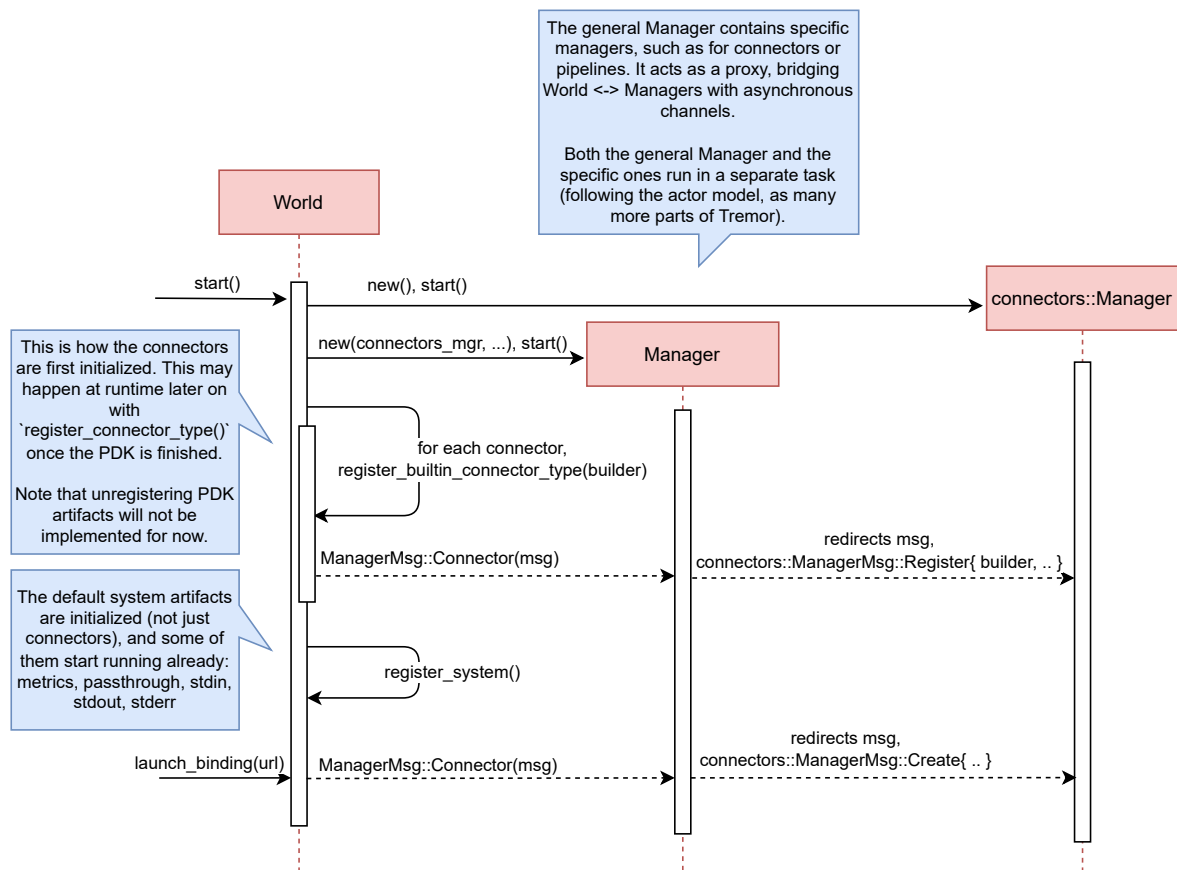 The general Manager contains specific
managers, such as for connectors or
pipelines. It acts as a proxy, bridging
World <-> Managers with asynchronous
channels.
Both the general Manager and the
specific ones run in a separate task
(following the actor model, as many
more parts of Tremor).
World
start()
new(), start()
connectors::Manager
This is how the connectors
are first initialized. This may
happen at runtime later on
with
`register_connector_type()`
once the PDK is finished.
Note that unregistering PDK
artifacts will not be
implemented for now.
new(connectors_mgr, ...), start()
Manager
for each connector,
register_builtin_connector_type(builder)
ManagerMsg::Connector(msg)
redirects msg,
connectors::ManagerMsg::Register{ builder, .. }
The default system artifacts
are initialized (not just
connectors), and some of
them start running already:
metrics, passthrough, stdin,
stdout, stderr
register_system()
launch_binding(url)
ManagerMsg::Connector(msg)
redirects msg,
connectors::ManagerMsg::Create{ .. }